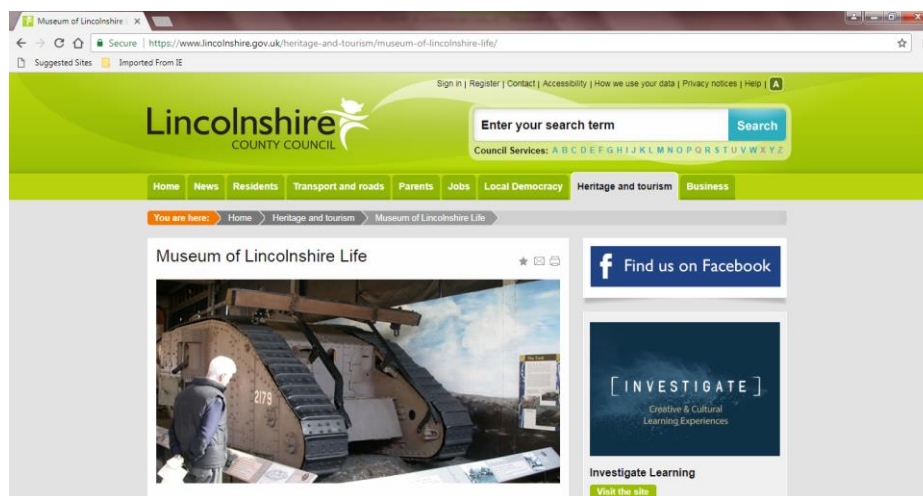 Museum of Lincolnshire L
Secure | https://www.lincolnshire.gov.uk/heritage-and-tourism/museum-of-lincolnshire-life/
Suggested Sites Imported From IE
Sign in | Register | Contact | Accessibility | How we use your data | Privacy notices | Help | A
Lincolnshire
COUNTY COUNCIL
Enter your search term Search
Council Services: A B C D E F G H I J K L M N O P Q R S T U V W X Y Z
Home News Residents Transport and roads Parents Jobs Local Democracy Heritage and tourism Business
You are here: Home Heritage and tourism Museum of Lincolnshire Life
Museum of Lincolnshire Life
f Find us on Facebook
2179
[INVESTIGATE]
Creative & Cultural
Learning Experiences
Investigate Learning
Visit the site